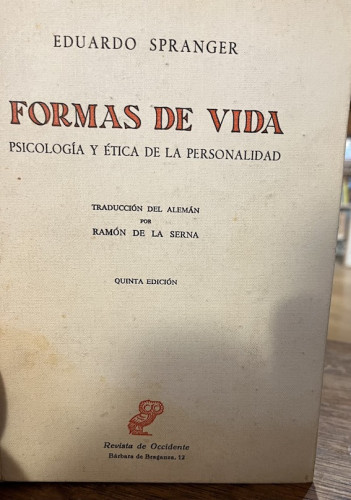 EDUARDO SPRANGER
FORMAS DE VIDA
PSICOLOGÍA Y ÉTICA DE LA PERSONALIDAD
TRADUCCIÓN DEL ALEMÁN
POR
RAMÓN DE LA SERNA
QUINTA EDICIÓN
Revista de Occidente
Bárbara de Braganza, 12